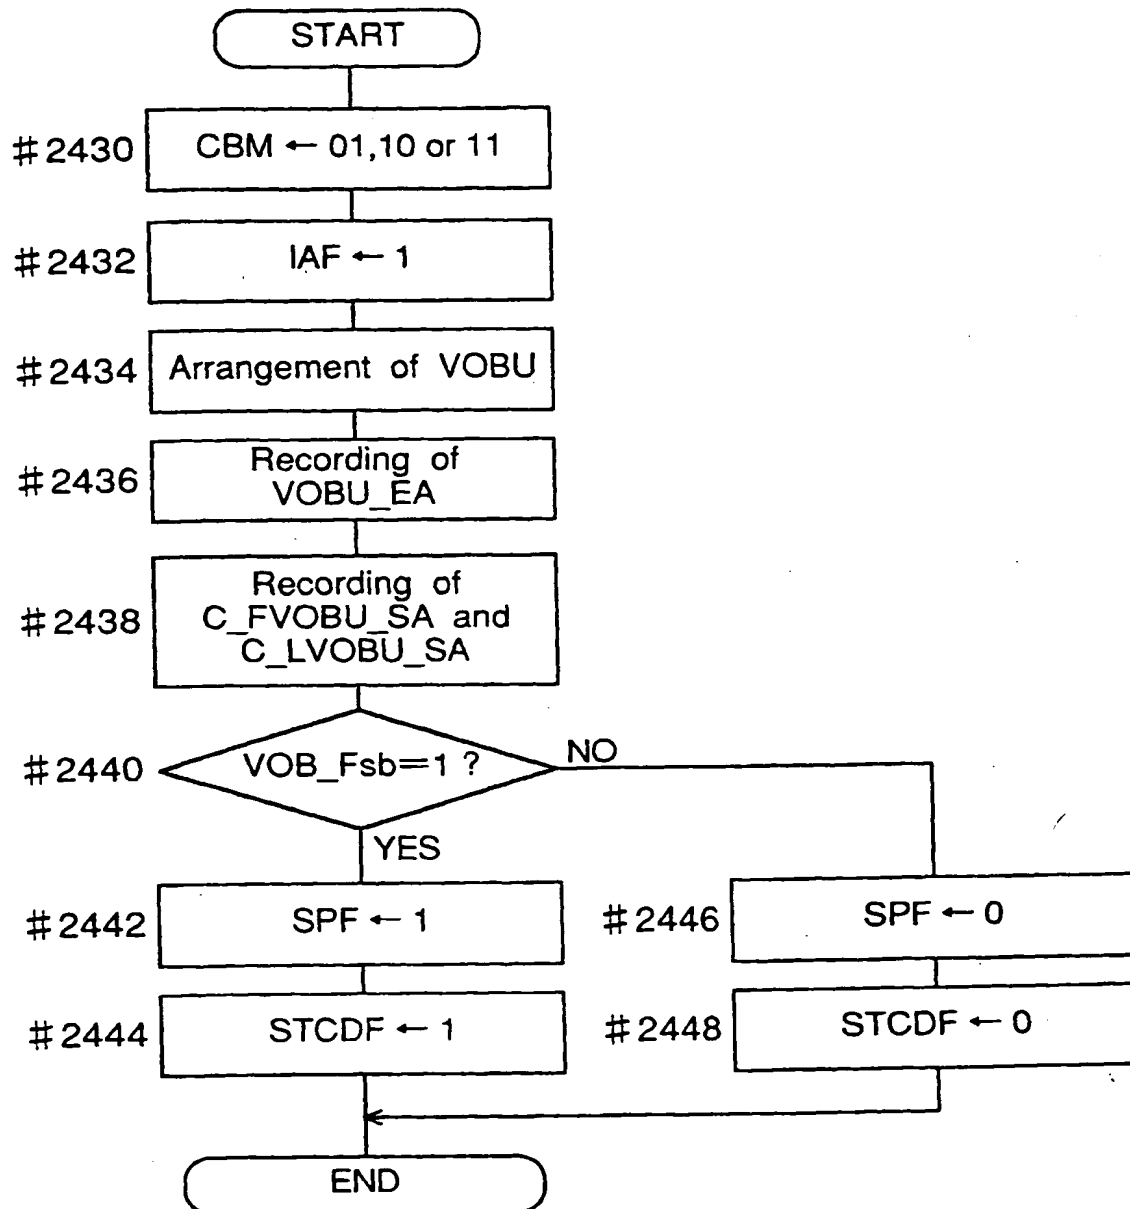 START
#2430
CBM ← 01,10 or 11
#2432
IAF ← 1
#2434
Arrangement of VOBU
#2436
Recording of
VOBU_EA
#2438
Recording of
C_FVOBU_SA and
C_LVOBU_SA
#2440
VOB_Fsb=1 ?
NO
YES
#2442
SPF ← 1
#2446
SPF ← 0
#2444
STCDF ← 1
#2448
STCDF ← 0
END